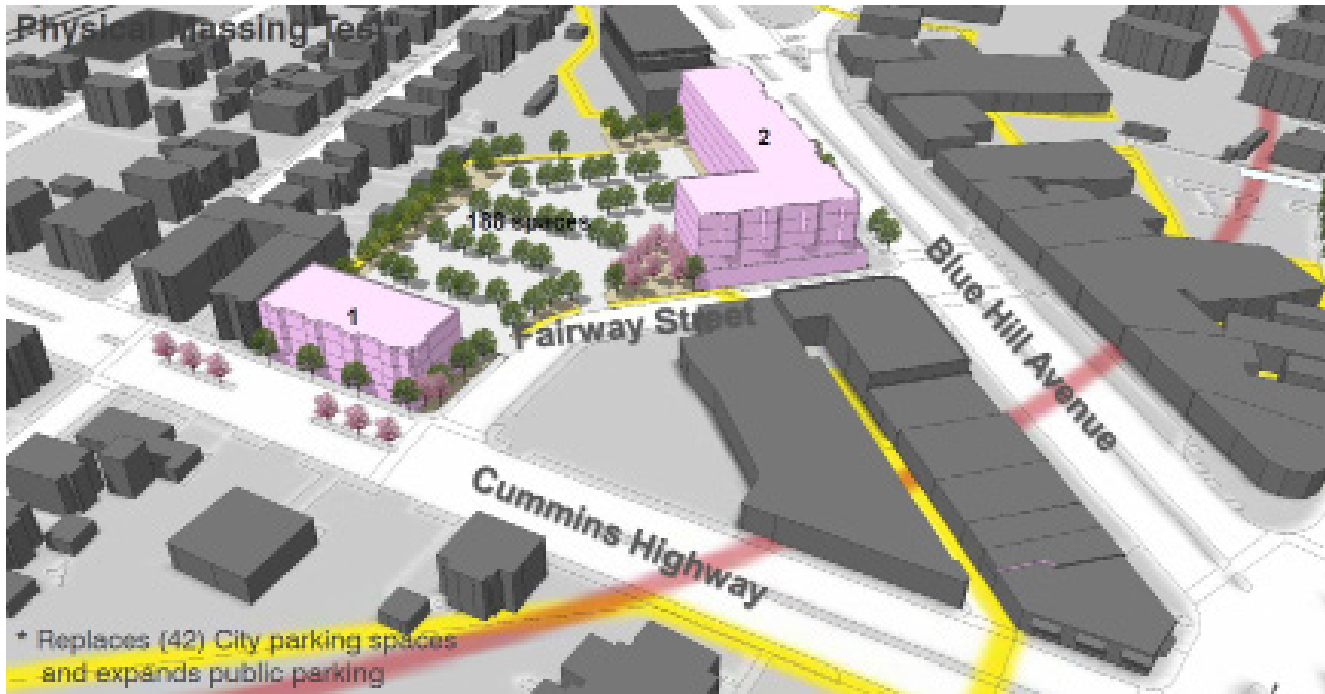 Physical Massing Test
2
188 spaces
1
Fairway Street
Blue Hill Avenue
Cummins Highway
* Replaces (42) City parking spaces
and expands public parking